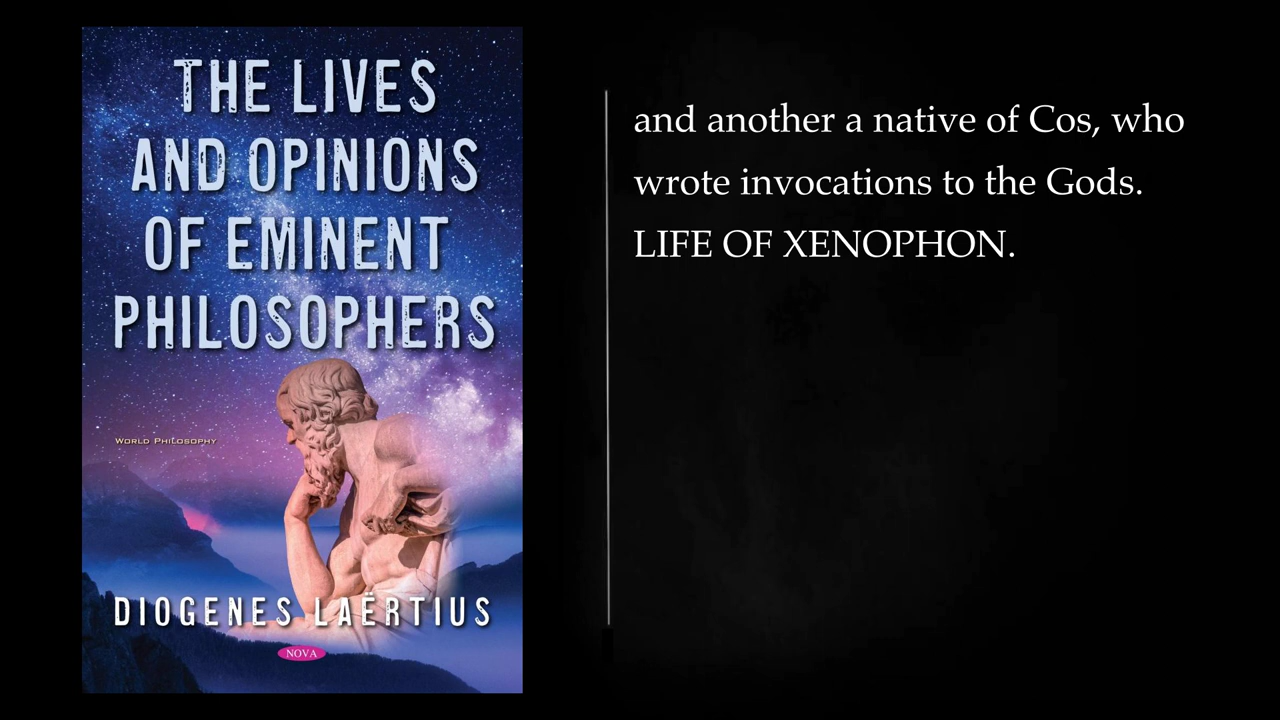 THE LIVES
AND OPINIONS
OF EMINENT
PHILOSOPHERS
WORLD PHILOSOPHY
DIOGENES LAËRTIUS
NOVA
and another a native of Cos, who
wrote invocations to the Gods.
LIFE OF XENOPHON.